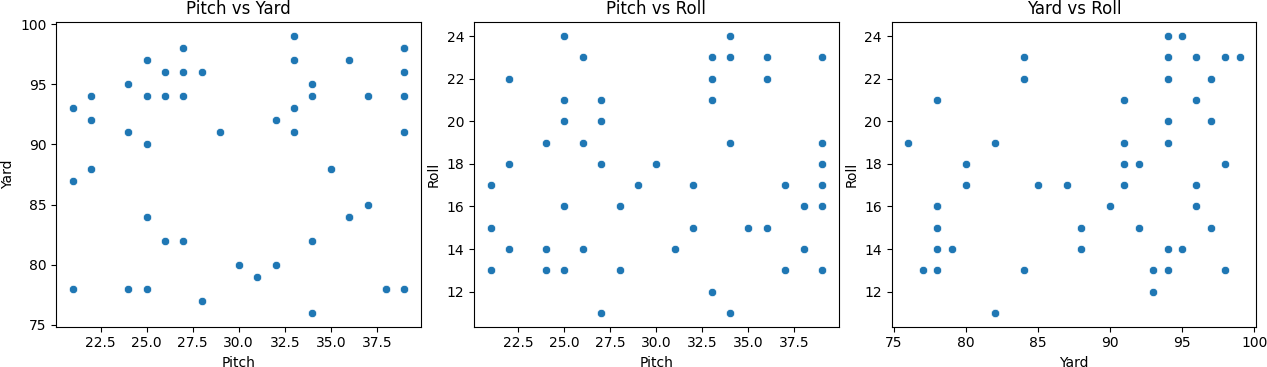 Pitch vs Yard
Pitch vs Roll
Yard vs Roll
Yard
100
95
90
85
80
75
22.5 25.0 27.5 30.0 32.5 35.0 37.5
Pitch
Roll
24
22
20
18
16
14
12
22.5 25.0 27.5 30.0 32.5 35.0 37.5
Pitch
Roll
24
22
20
18
16
14
12
75 80 85 90 95 100
Yard